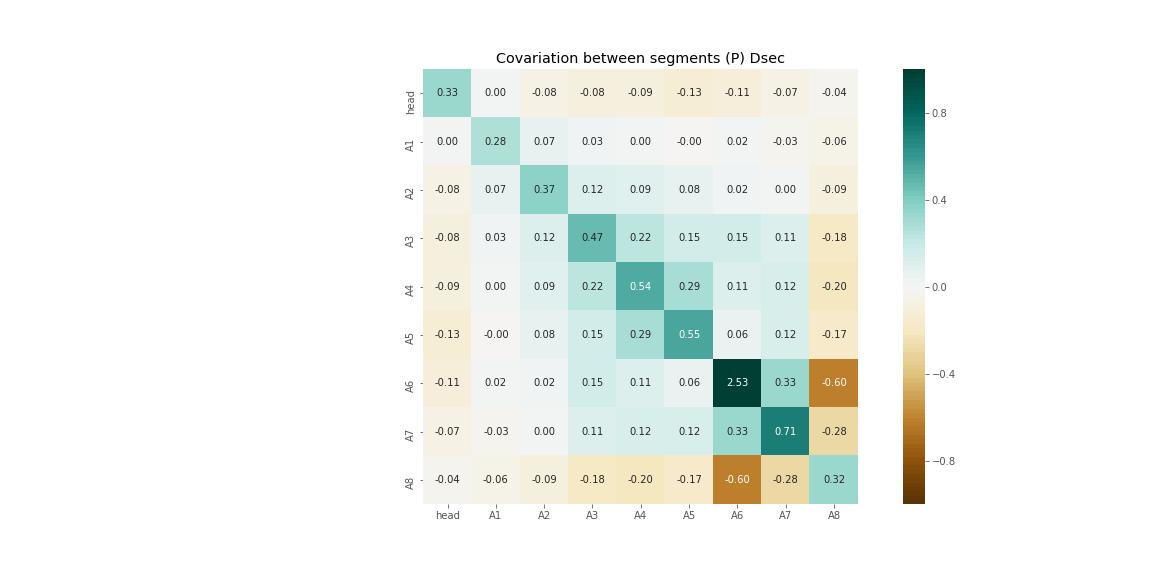 Covariation between segments (P) Dsec
head 0.33 0.00 -0.08 -0.08 -0.09 -0.13 -0.11 -0.07 -0.04
A1 0.00 0.28 0.07 0.03 0.00 -0.00 0.02 -0.03 -0.06
A2 -0.08 0.07 0.37 0.12 0.09 0.08 0.02 0.00 -0.09
A3 -0.08 0.03 0.12 0.47 0.22 0.15 0.15 0.11 -0.18
A4 -0.09 0.00 0.09 0.22 0.54 0.29 0.11 0.12 -0.20
A5 -0.13 -0.00 0.08 0.15 0.29 0.55 0.06 0.12 -0.17
A6 -0.11 0.02 0.02 0.15 0.11 0.06 2.53 0.33 -0.60
A7 -0.07 -0.03 0.00 0.11 0.12 0.12 0.33 0.71 -0.28
A8 -0.04 -0.06 -0.09 -0.18 -0.20 -0.17 -0.60 -0.28 0.32
head A1 A2 A3 A4 A5 A6 A7 A8
0.8
0.4
0.0
−0.4
−0.8